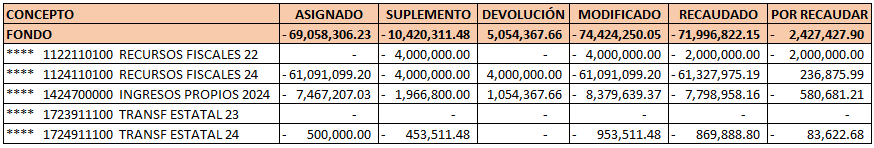 CONCEPTO ASIGNADO SUPLEMENTO DEVOLUCIÓN MODIFICADO RECAUDADO POR RECAUDAR
FONDO - 69,058,306.23 - 10,420,311.48 5,054,367.66 - 74,424,250.05 - 71,996,822.15 - 2,427,427.90
**** 1122110100 RECURSOS FISCALES 22 - - 4,000,000.00 - - 4,000,000.00 - 2,000,000.00 - 2,000,000.00
**** 1124110100 RECURSOS FISCALES 24 - 61,091,099.20 - 4,000,000.00 4,000,000.00 - 61,091,099.20 - 61,327,975.19 236,875.99
**** 1424700000 INGRESOS PROPIOS 2024 - 7,467,207.03 - 1,966,800.00 1,054,367.66 - 8,379,639.37 - 7,798,958.16 - 580,681.21
**** 1723911100 TRANSF ESTATAL 23 - - - - - -
**** 1724911100 TRANSF ESTATAL 24 - 500,000.00 - 453,511.48 - - 953,511.48 - 869,888.80 - 83,622.68